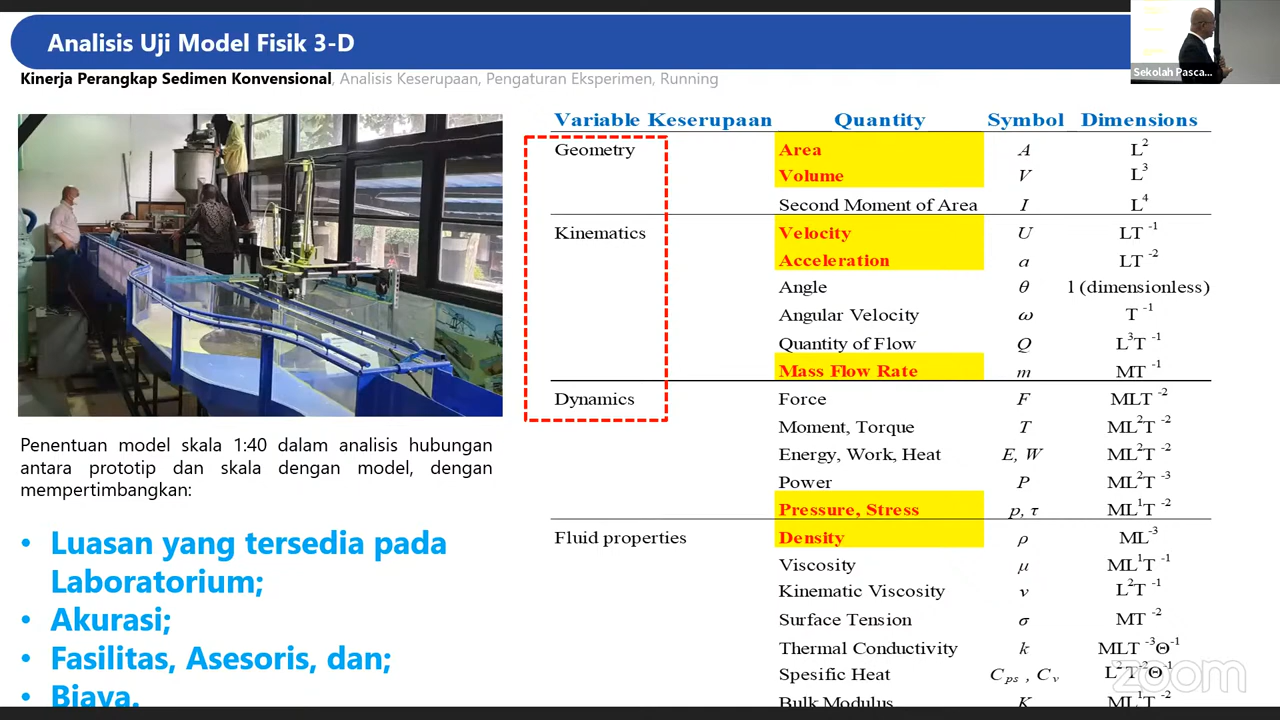 Analisis Uji Model Fisik 3-D
Kinerja Perangkap Sedimen Konvensional, Analisis Keserupaan, Pengaturan Eksperimen, Running
Sekolah Pasca...
Variable Keserupaan Quantity Symbol Dimensions
Geometry Area A L²
Volume V L³
Second Moment of Area I L⁴
Kinematics Velocity U LT⁻¹
Acceleration a LT⁻²
Angle θ l (dimensionless)
Angular Velocity ω T⁻¹
Quantity of Flow Q L³T⁻¹
Mass Flow Rate m MT⁻¹
Dynamics Force F MLT⁻²
Moment, Torque T ML²T⁻²
Energy, Work, Heat E, W ML²T⁻²
Power P ML²T⁻³
Pressure, Stress p, τ ML¹T⁻²
Fluid properties Density ρ ML⁻³
Viscosity μ ML¹T⁻¹
Kinematic Viscosity ν L²T⁻¹
Surface Tension σ MT⁻²
Thermal Conductivity k MLT⁻³Θ⁻¹
Spesific Heat Cps , Cv L²T⁻²Θ⁻¹
Bulk Modulus K ML¹T⁻²
Penentuan model skala 1:40 dalam analisis hubungan
antara prototip dan skala dengan model, dengan
mempertimbangkan:
• Luasan yang tersedia pada
Laboratorium;
• Akurasi;
• Fasilitas, Asesoris, dan;
• Biaya.
zoom